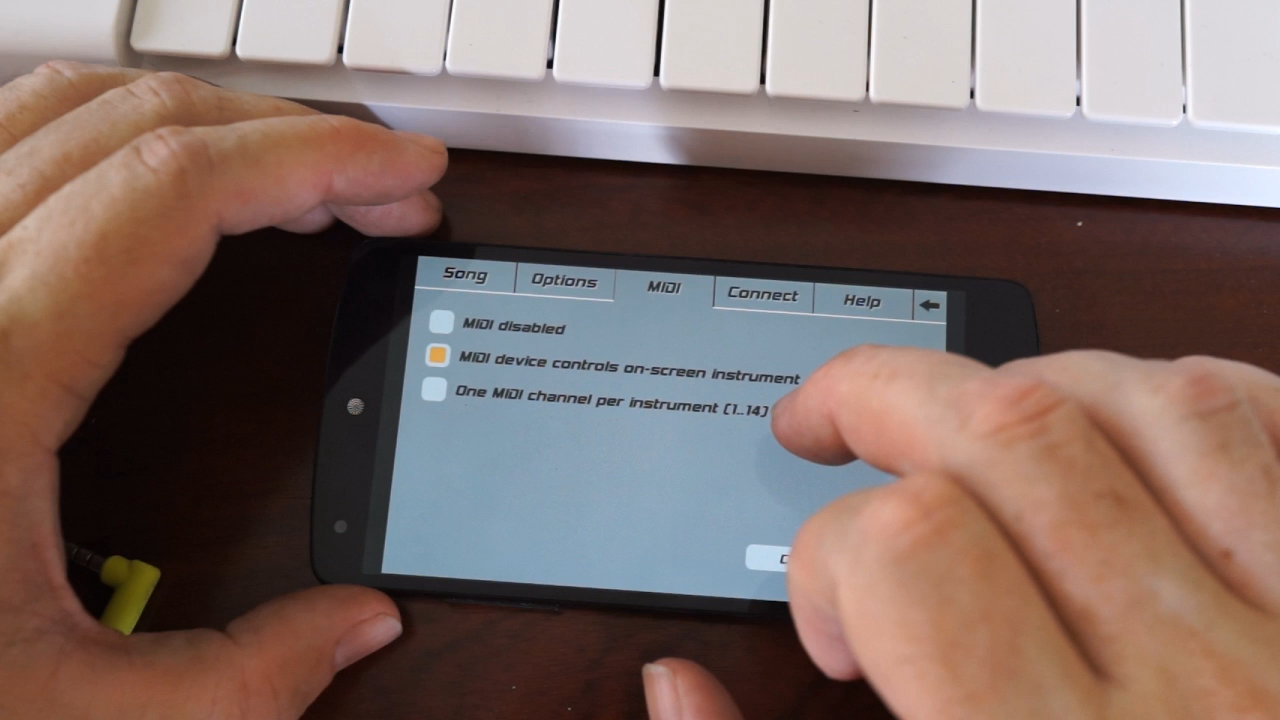 Song Options MIDI Connect Help
MIDI disabled
MIDI device controls on-screen instrument
One MIDI channel per instrument (1..14)